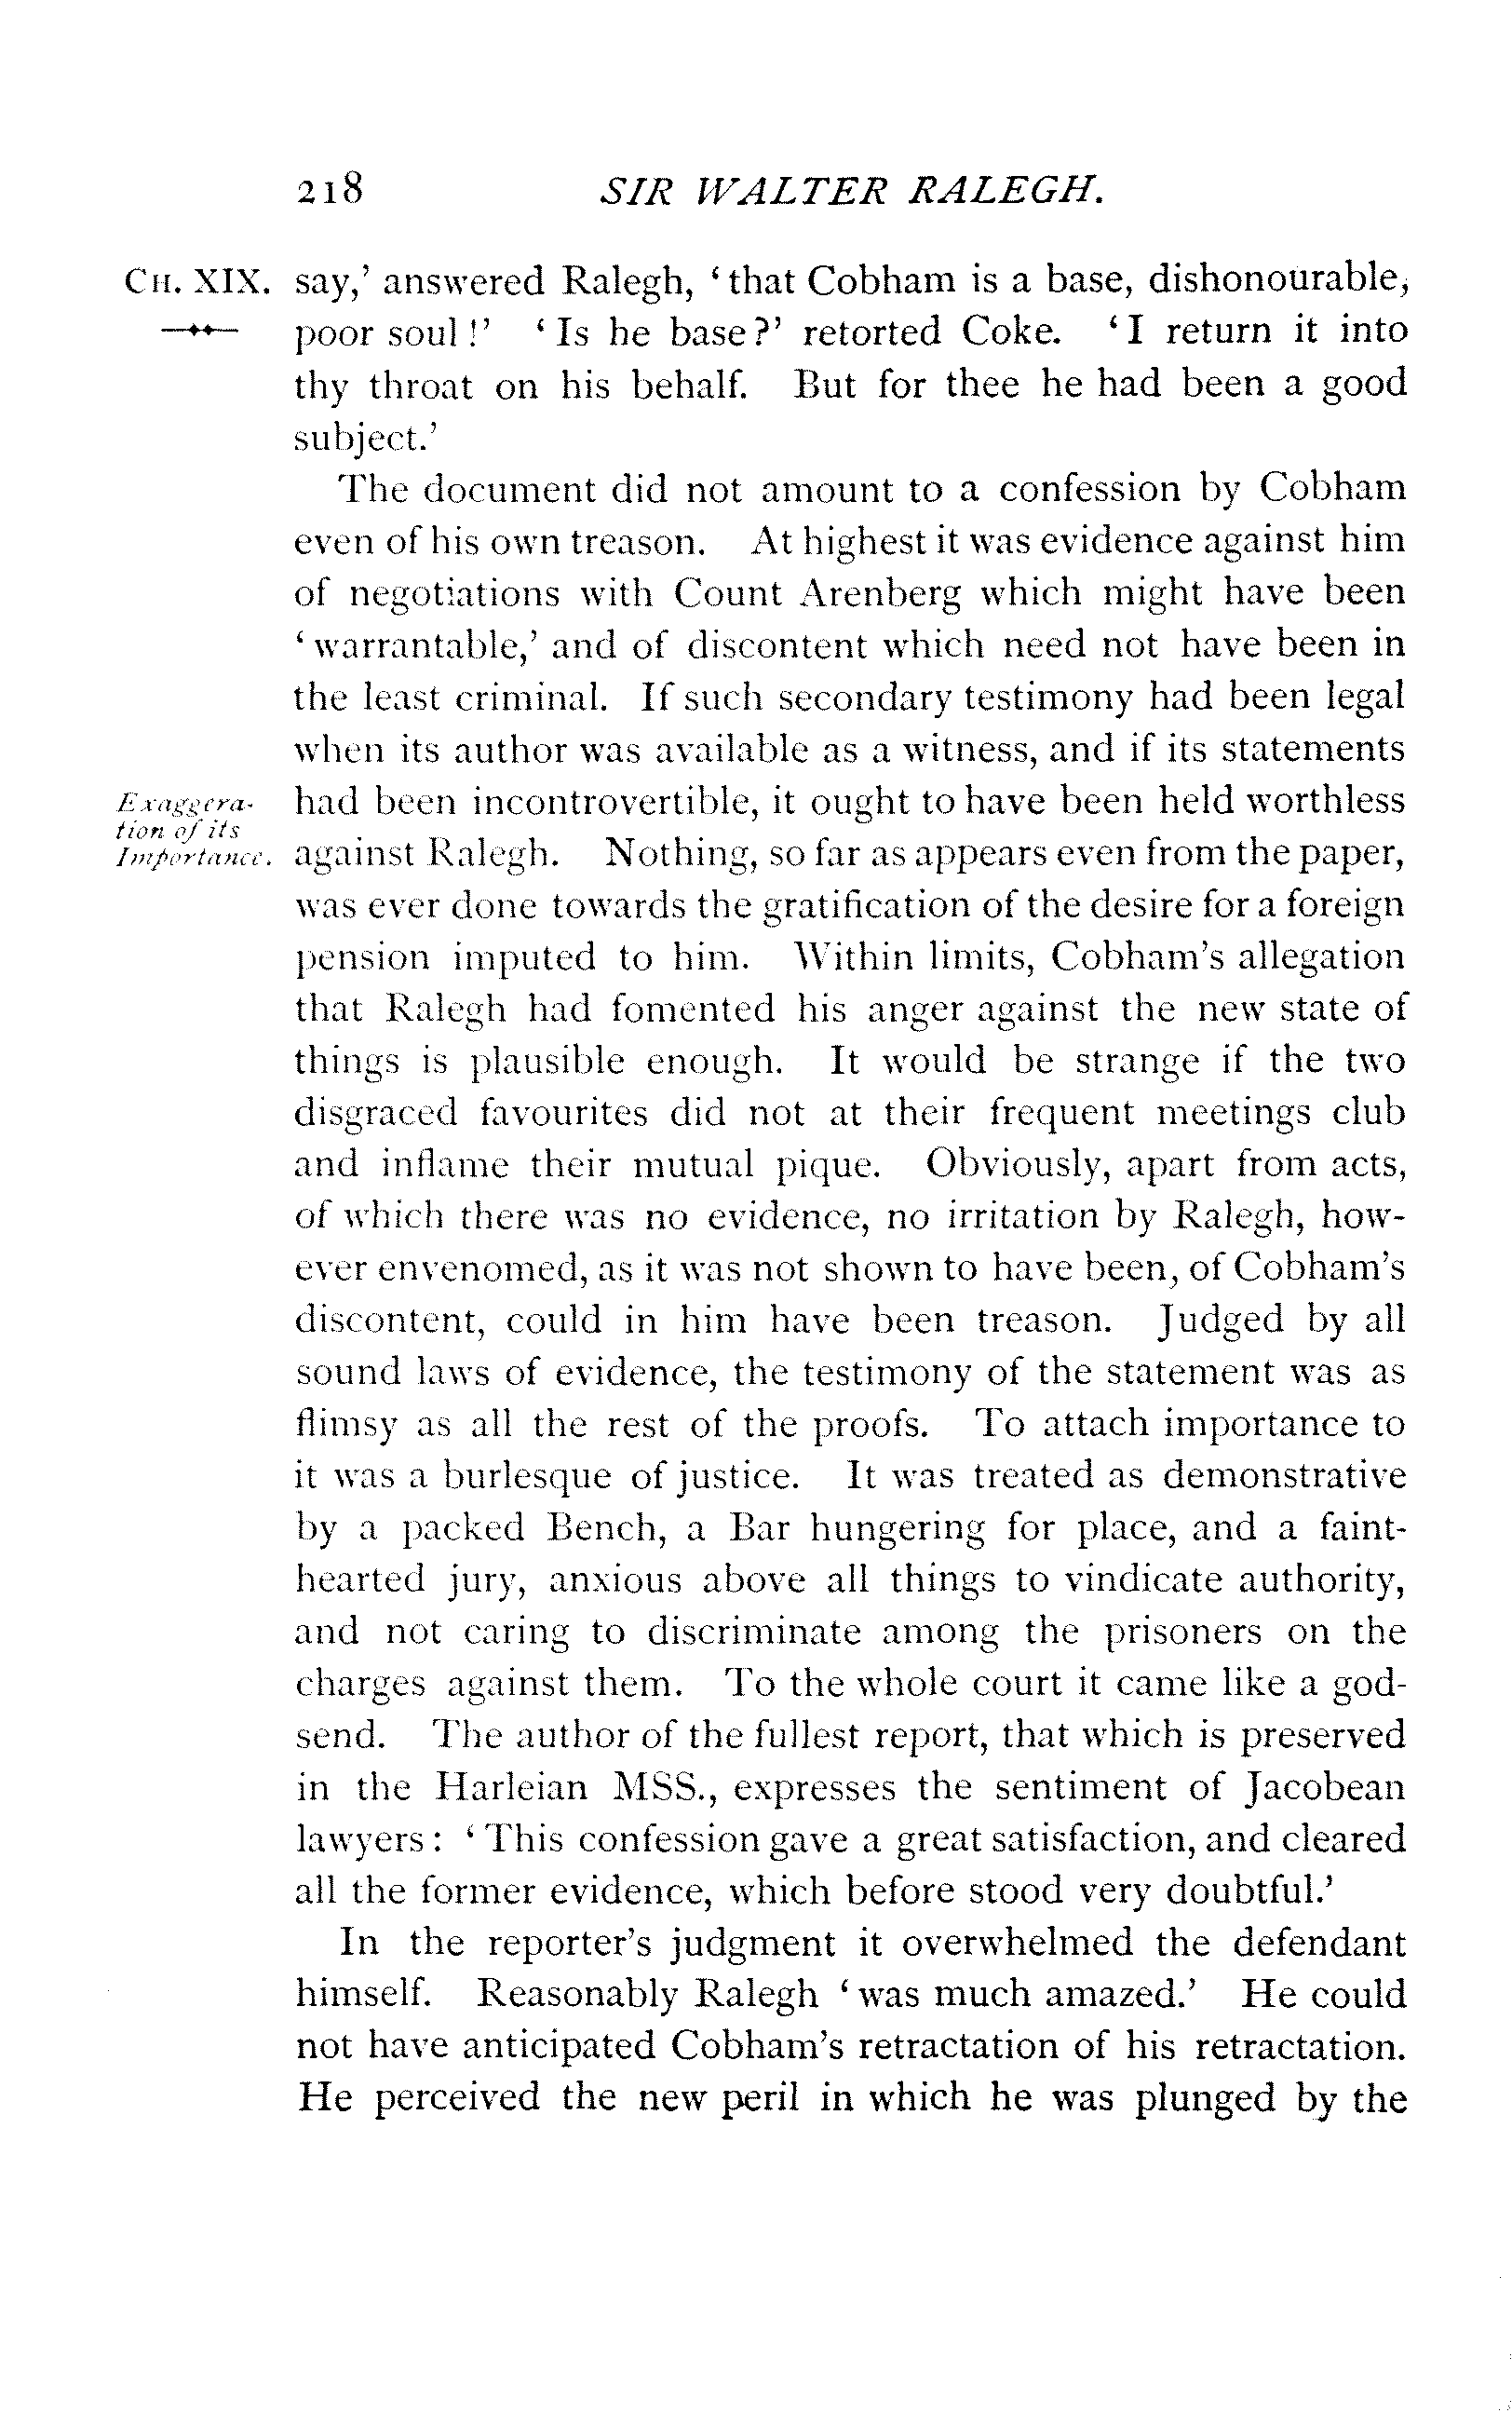 218 SIR WALTER RALEGH.
CH. XIX. say,' answered Ralegh, ‘that Cobham is a base, dishonourable,
poor soul!’ ‘Is he base?’ retorted Coke. ‘I return it into
thy throat on his behalf. But for thee he had been a good
subject.’
The document did not amount to a confession by Cobham
even of his own treason. At highest it was evidence against him
of negotiations with Count Arenberg which might have been
‘warrantable,’ and of discontent which need not have been in
the least criminal. If such secondary testimony had been legal
when its author was available as a witness, and if its statements
Exaggera-
tion of its
Importance.
had been incontrovertible, it ought to have been held worthless
against Ralegh. Nothing, so far as appears even from the paper,
was ever done towards the gratification of the desire for a foreign
pension imputed to him. Within limits, Cobham's allegation
that Ralegh had fomented his anger against the new state of
things is plausible enough. It would be strange if the two
disgraced favourites did not at their frequent meetings club
and inflame their mutual pique. Obviously, apart from acts,
of which there was no evidence, no irritation by Ralegh, how-
ever envenomed, as it was not shown to have been, of Cobham's
discontent, could in him have been treason. Judged by all
sound laws of evidence, the testimony of the statement was as
flimsy as all the rest of the proofs. To attach importance to
it was a burlesque of justice. It was treated as demonstrative
by a packed Bench, a Bar hungering for place, and a faint-
hearted jury, anxious above all things to vindicate authority,
and not caring to discriminate among the prisoners on the
charges against them. To the whole court it came like a god-
send. The author of the fullest report, that which is preserved
in the Harleian MSS., expresses the sentiment of Jacobean
lawyers: ‘This confession gave a great satisfaction, and cleared
all the former evidence, which before stood very doubtful.’
In the reporter's judgment it overwhelmed the defendant
himself. Reasonably Ralegh ‘was much amazed.’ He could
not have anticipated Cobham's retractation of his retractation.
He perceived the new peril in which he was plunged by the